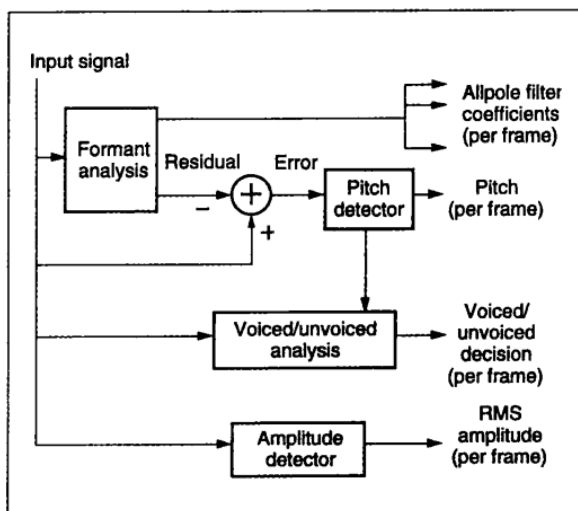 Input signal
Formant
analysis
Residual
Error
−
+
+
Pitch
detector
Allpole filter
coefficients
(per frame)
Pitch
(per frame)
Voiced/unvoiced
analysis
Voiced/
unvoiced
decision
(per frame)
Amplitude
detector
RMS
amplitude
(per frame)